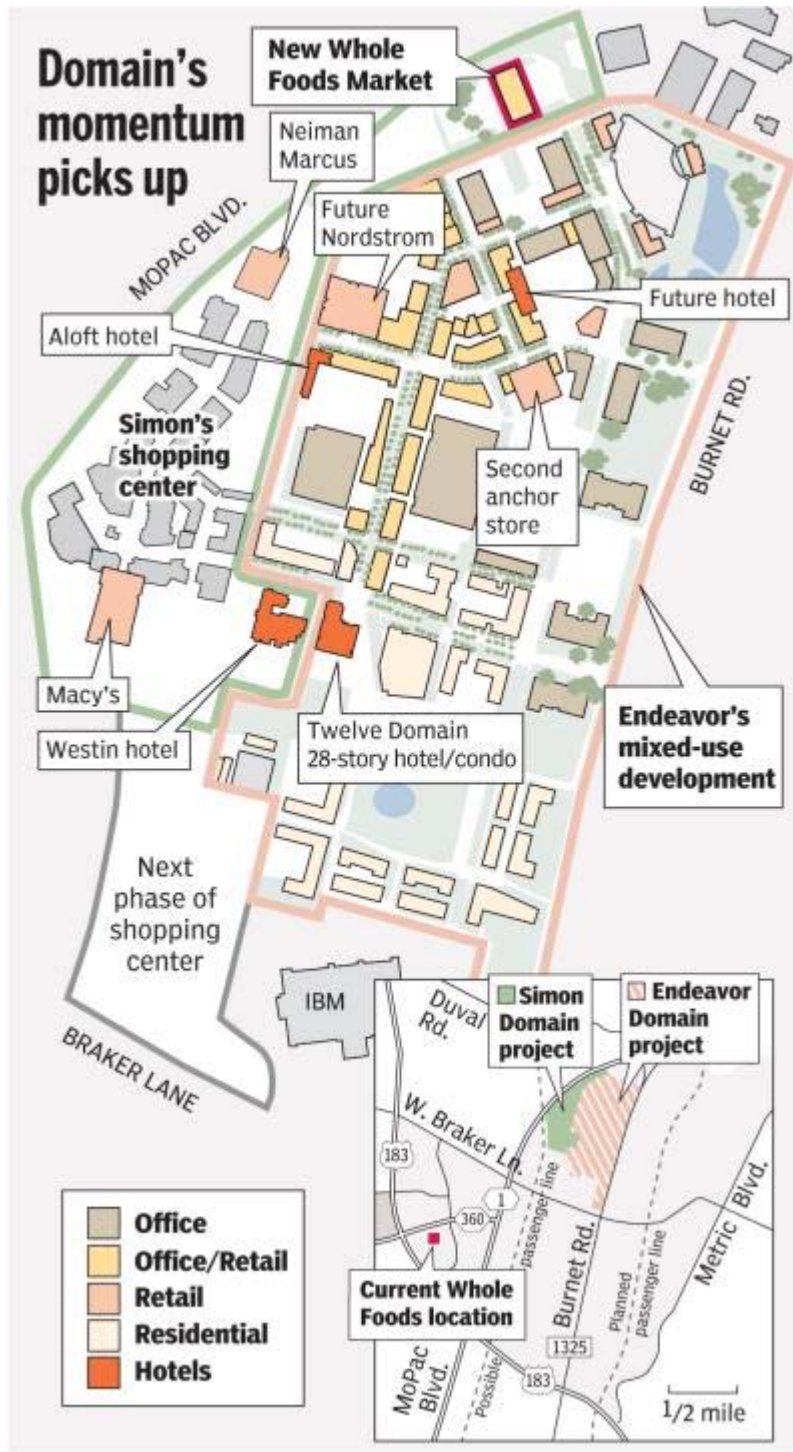 Domain's
momentum
picks up
New Whole
Foods Market
Neiman
Marcus
Future
Nordstrom
MOPAC BLVD.
Future hotel
Aloft hotel
Simon's
shopping
center
BURNET RD.
Second
anchor
store
Macy's
Westin hotel
Twelve Domain
28-story hotel/condo
Endeavor's
mixed-use
development
Next
phase of
shopping
center
IBM
BRAKER LANE
Office
Office/Retail
Retail
Residential
Hotels
Duval
Rd.
Simon
Domain
project
Endeavor
Domain
project
W. Braker Ln.
183
1
360
Current Whole
Foods location
MoPac
Blvd.
Possible
passenger line
Burnet Rd.
1325
183
Planned
passenger line
Metric Blvd.
1/2 mile